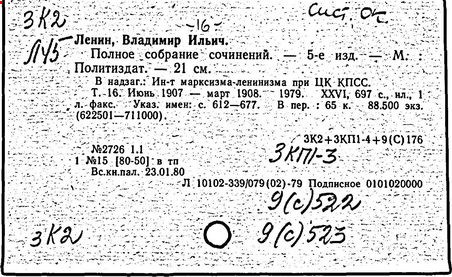 3К2
-16-
Сист. Ок
Л45
Ленин, Владимир Ильич.
Полное собрание сочинений. — 5-е изд. — М. :
Политиздат. — 21 см.
В надзаг.: Ин-т марксизма-ленинизма при ЦК КПСС.
Т. 16. Июнь 1907 — март 1908. — 1979. XXVI, 697 с., ил., 1
л. факс. Указ. имен: с. 612—677. В пер. : 65 к. 88.500 экз.
(622501—711000).
3К2+3КП1-4+9(С)176
№2726 1.1
1 №15 [80-50] в тп
Вс.кн.пал. 23.01.80
3КП1-3
Л 10102-339/079(02)-79 Подписное 0101020000
9(с)522
3К2
9(с)523